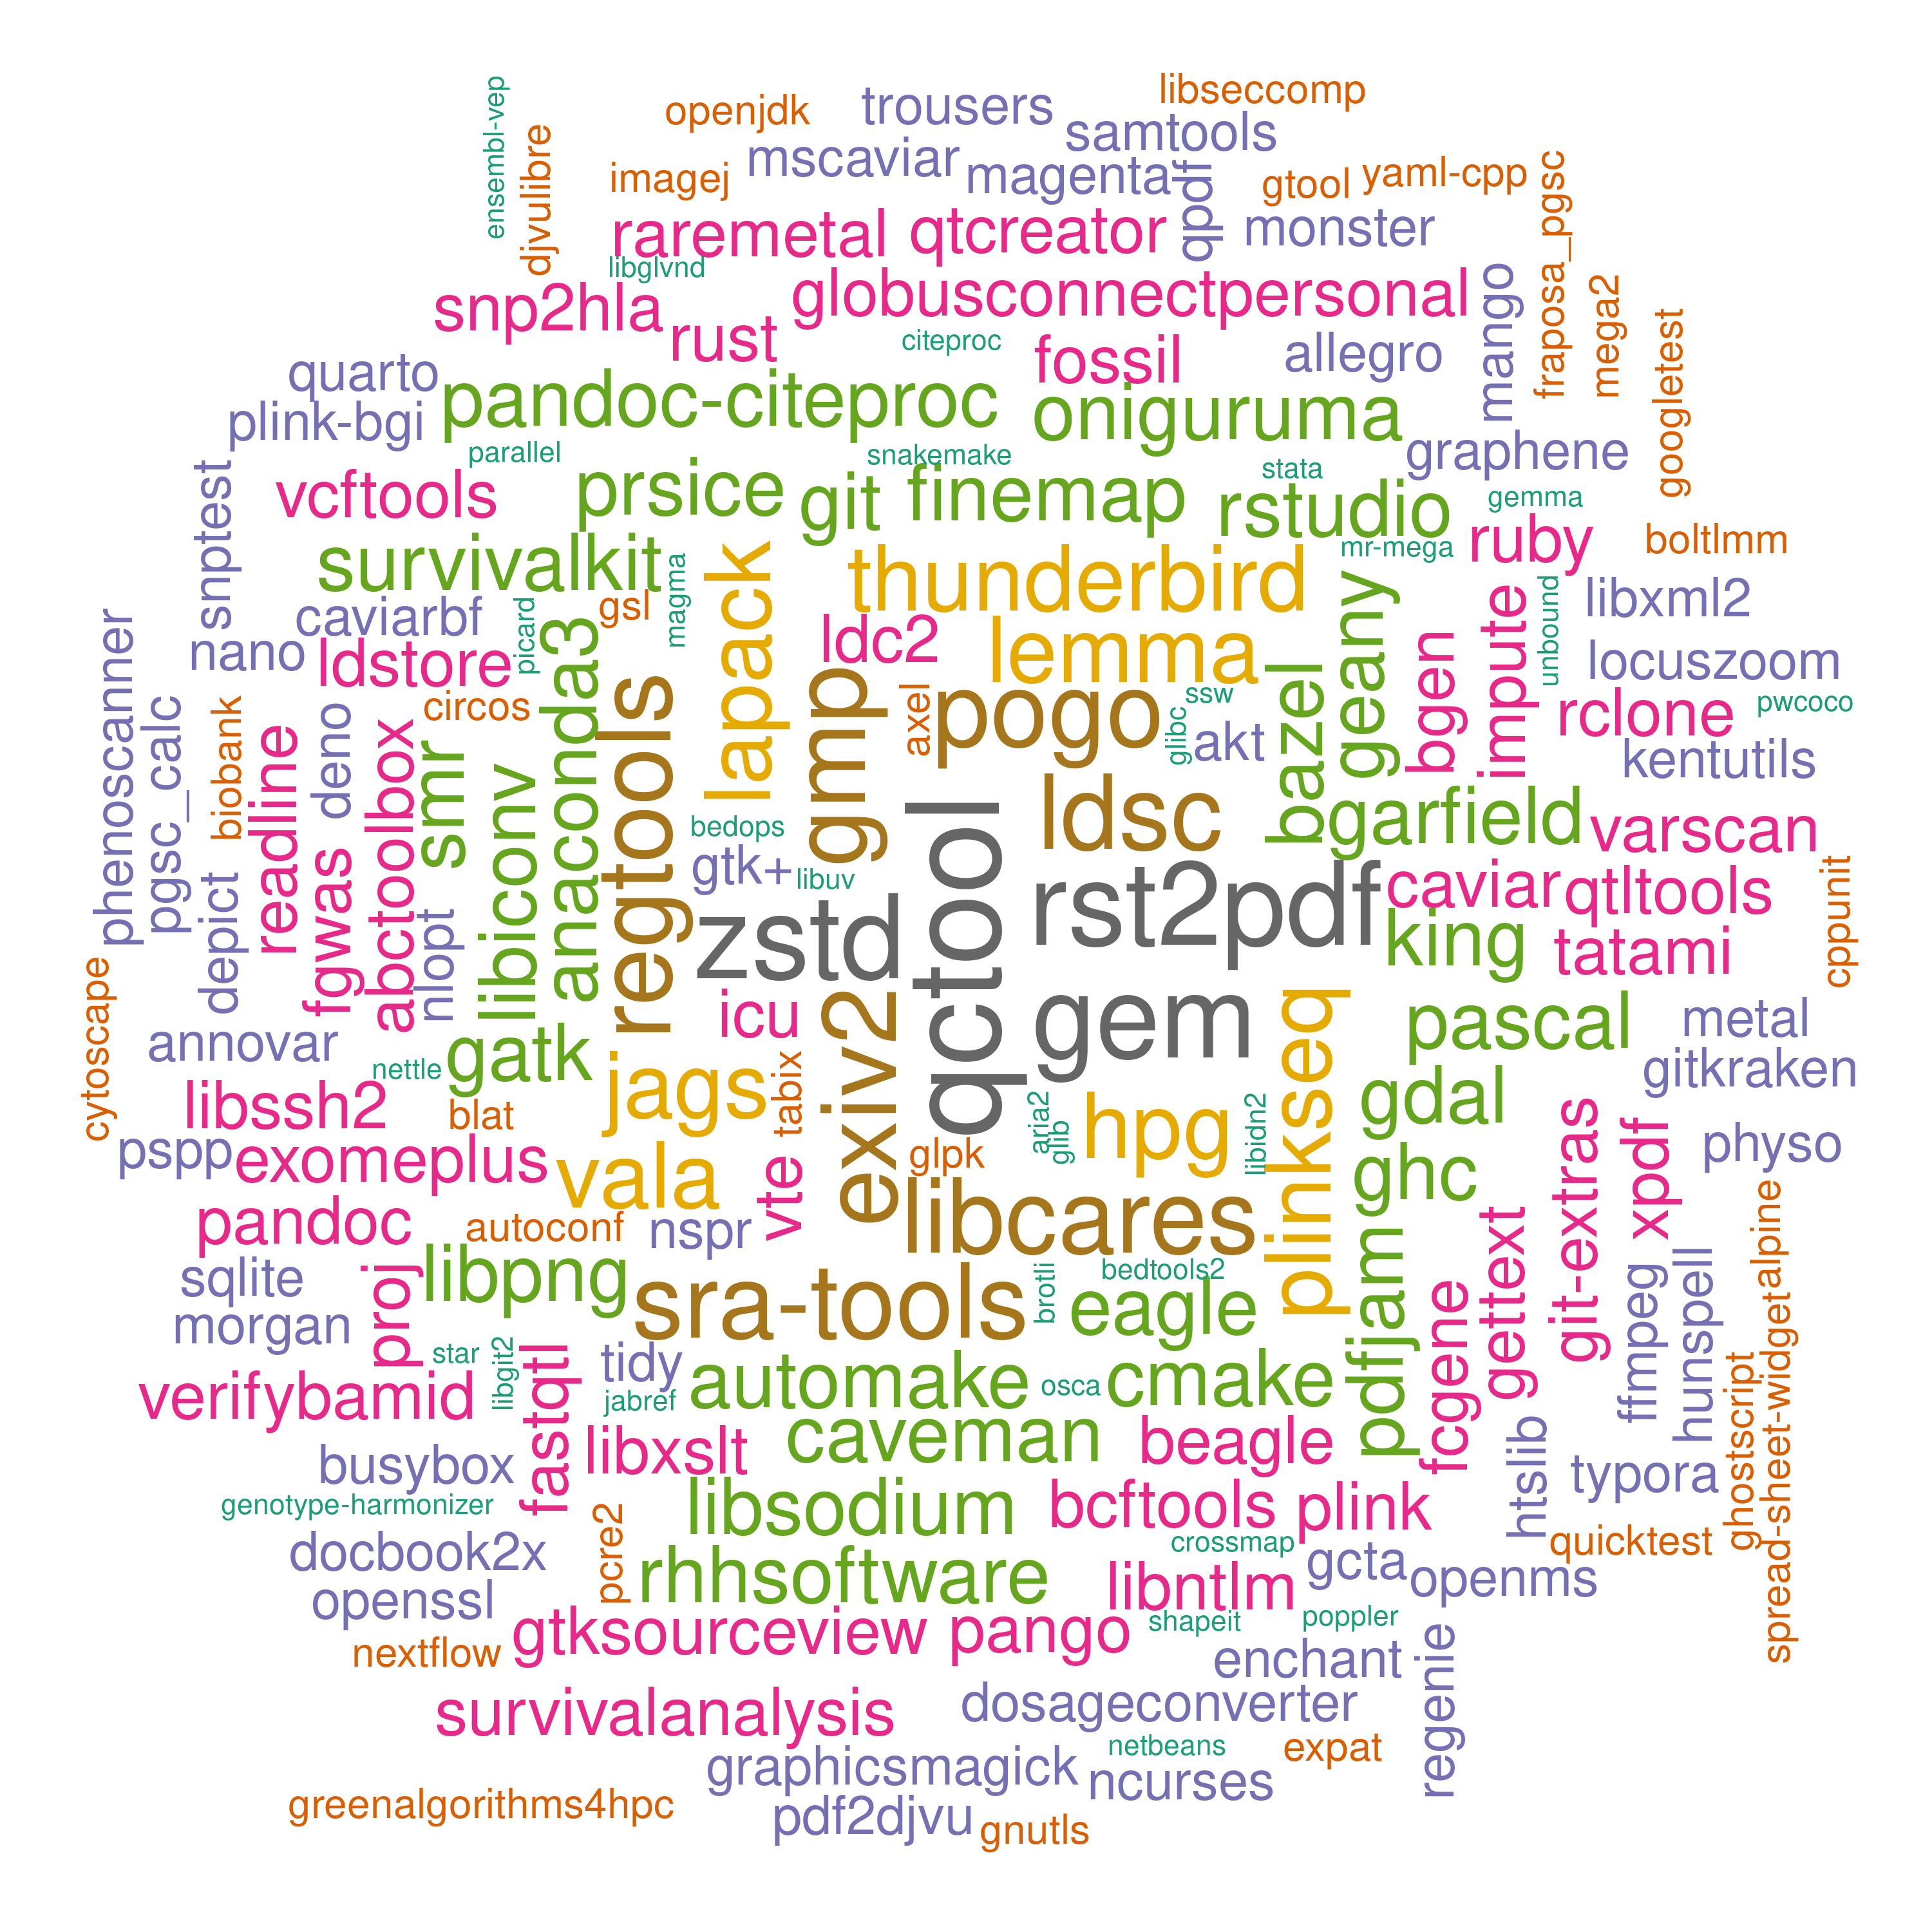 ensembl-vep
djvulibre
openjdk
trousers
libseccomp
samtools
mscaviar
imagej
magenta
qpdf
gtool
yaml-cpp
fraposa_pgsc
raremetal
qtcreator
monster
libglvnd
mango
mega2
snp2hla
globusconnectpersonal
googletest
rust
citeproc
fossil
allegro
quarto
pandoc-citeproc
oniguruma
plink-bgi
graphene
parallel
snakemake
stata
snptest
vcftools
prsice
git
finemap
rstudio
gemma
ruby
boltlmm
mr-mega
survivalkit
magma
lapack
thunderbird
geany
impute
unbound
libxml2
phenoscanner
caviarbf
picard
gsl
anaconda3
ldc2
lemma
bgen
nano
ldstore
locuszoom
regtools
gmp
axel
pogo
ssw
glibc
akt
bazel
rclone
pwcoco
pgsc_calc
biobank
readline
deno
circos
abctoolbox
smr
libiconv
kentutils
ldsc
garfield
varscan
bedops
gtk+
libuv
qctool
rst2pdf
caviar
qtltools
cppunit
depict
fgwas
nlopt
zstd
king
tatami
cytoscape
icu
exiv2
gem
plinkseq
pascal
metal
annovar
nettle
gatk
jags
tabix
gitkraken
gdal
libssh2
blat
aria2
glib
hpg
libidn2
git-extras
xpdf
physo
pspp
exomeplus
vala
vte
glpk
ghc
pandoc
autoconf
nspr
libcares
pdfjam
gettext
spread-sheet-widgetalpine
sqlite
proj
libpng
sra-tools
brotli
bedtools2
eagle
fcgene
ffmpeg
hunspell
morgan
star
libgit2
fastqtl
tidy
jabref
automake
osca
cmake
ghostscript
verifybamid
caveman
beagle
htslib
busybox
libxslt
typora
genotype-harmonizer
pcre2
libsodium
bcftools
plink
quicktest
docbook2x
crossmap
gcta
openms
openssl
rhhsoftware
libntlm
nextflow
gtksourceview
pango
shapeit
poppler
enchant
regenie
survivalanalysis
dosageconverter
netbeans
expat
graphicsmagick
ncurses
greenalgorithms4hpc
pdf2djvu
gnutls